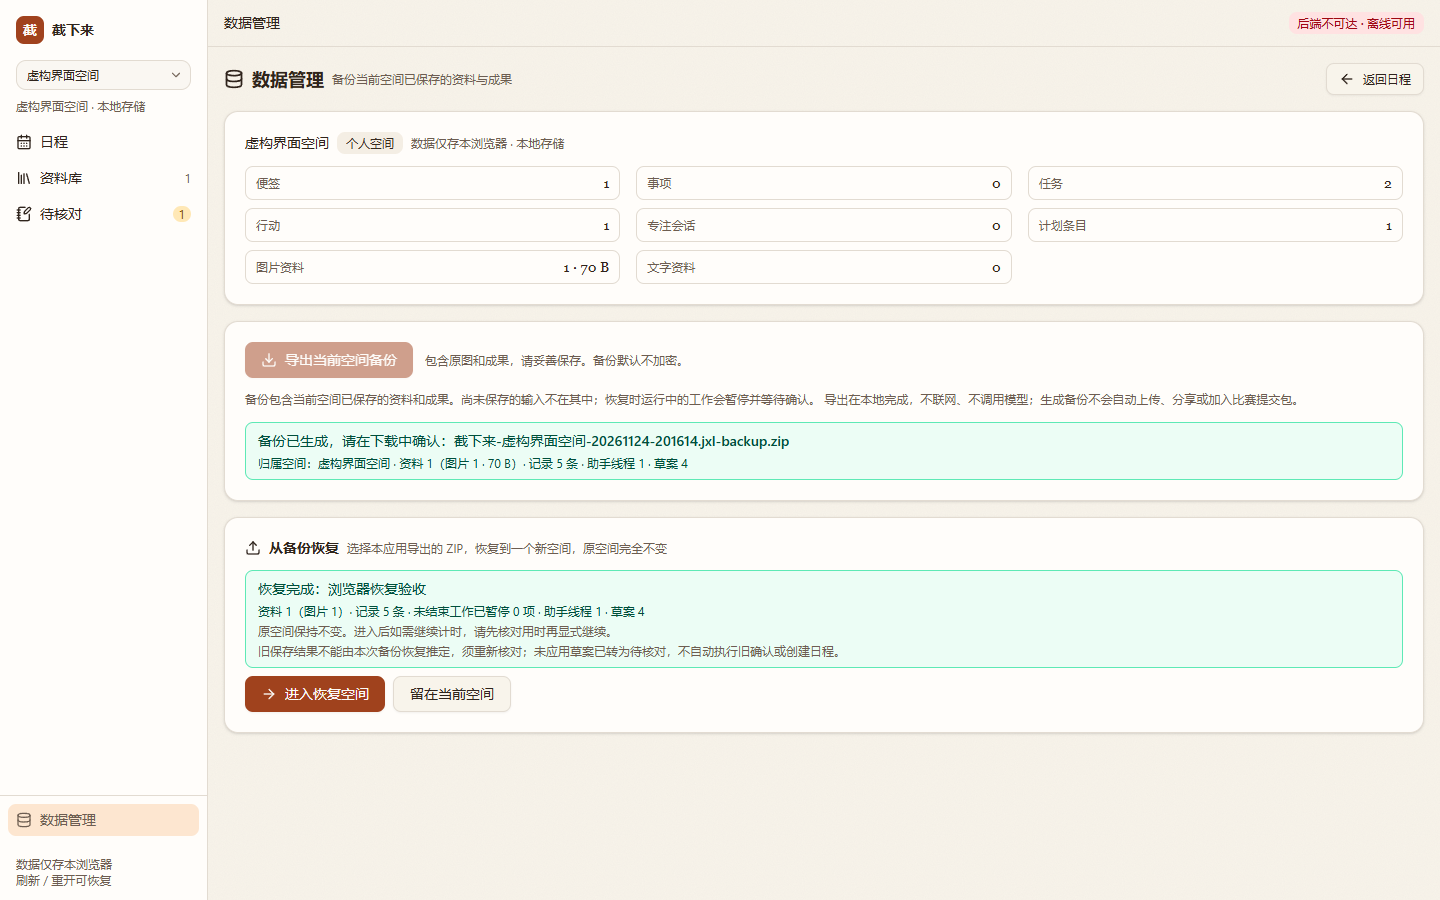 截 截下来
虚构界面空间
虚构界面空间 · 本地存储
日程
资料库 1
待核对 1
数据管理
数据仅存本浏览器
刷新 / 重开可恢复
数据管理
后端不可达 · 离线可用
数据管理 备份当前空间已保存的资料与成果
返回日程
虚构界面空间 个人空间 数据仅存本浏览器 · 本地存储
便签 1
事项 0
任务 2
行动 1
专注会话 0
计划条目 1
图片资料 1 · 70 B
文字资料 0
导出当前空间备份 包含原图和成果，请妥善保存。备份默认不加密。
备份包含当前空间已保存的资料和成果。尚未保存的输入不在其中；恢复时运行中的工作会暂停并等待确认。 导出在本地完成，不联网、不调用模型；生成备份不会自动上传、分享或加入比赛提交包。
备份已生成，请在下载中确认：截下来-虚构界面空间-20261124-201614.jxl-backup.zip
归属空间：虚构界面空间 · 资料 1（图片 1 · 70 B）· 记录 5 条 · 助手线程 1 · 草案 4
从备份恢复 选择本应用导出的 ZIP，恢复到一个新空间，原空间完全不变
恢复完成：浏览器恢复验收
资料 1（图片 1）· 记录 5 条 · 未结束工作已暂停 0 项 · 助手线程 1 · 草案 4
原空间保持不变。进入后如需继续计时，请先核对用时再显式继续。
旧保存结果不能由本次备份恢复推定，须重新核对；未应用草案已转为待核对，不自动执行旧确认或创建日程。
进入恢复空间
留在当前空间